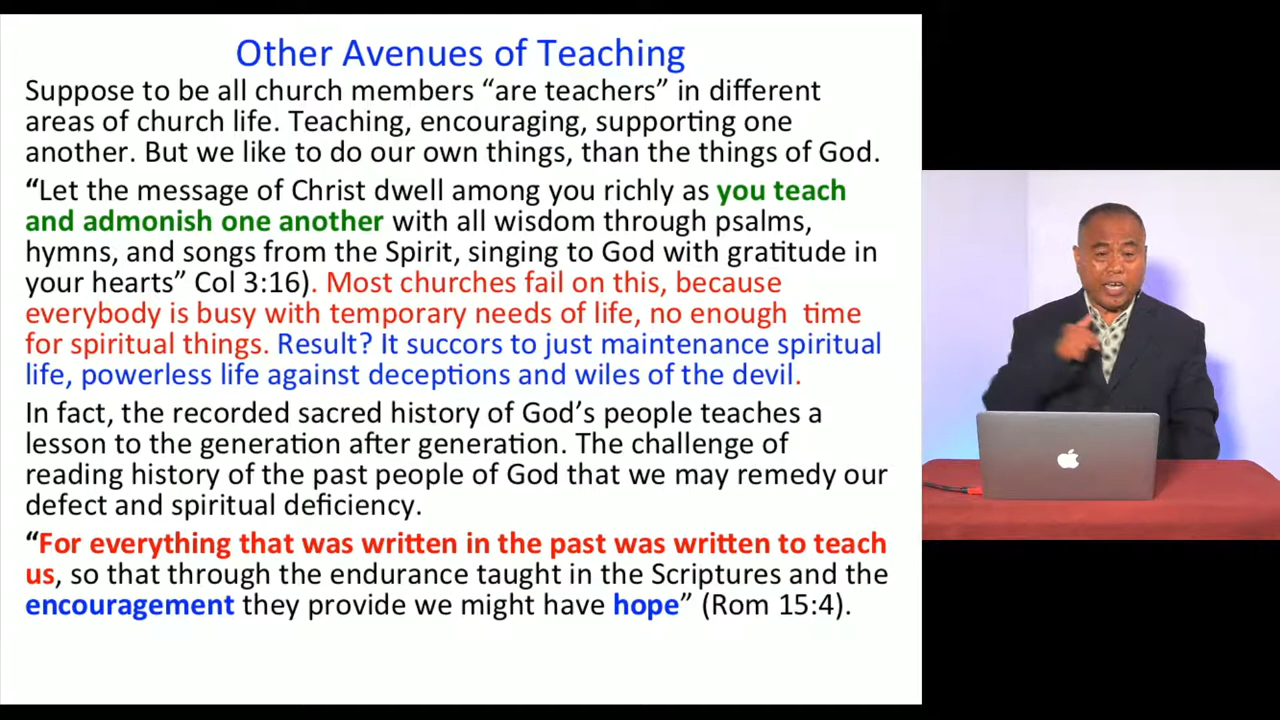 Other Avenues of Teaching
Suppose to be all church members “are teachers” in different
areas of church life. Teaching, encouraging, supporting one
another. But we like to do our own things, than the things of God.
“Let the message of Christ dwell among you richly as you teach
and admonish one another with all wisdom through psalms,
hymns, and songs from the Spirit, singing to God with gratitude in
your hearts” Col 3:16). Most churches fail on this, because
everybody is busy with temporary needs of life, no enough time
for spiritual things. Result? It succors to just maintenance spiritual
life, powerless life against deceptions and wiles of the devil.
In fact, the recorded sacred history of God’s people teaches a
lesson to the generation after generation. The challenge of
reading history of the past people of God that we may remedy our
defect and spiritual deficiency.
“For everything that was written in the past was written to teach
us, so that through the endurance taught in the Scriptures and the
encouragement they provide we might have hope” (Rom 15:4).